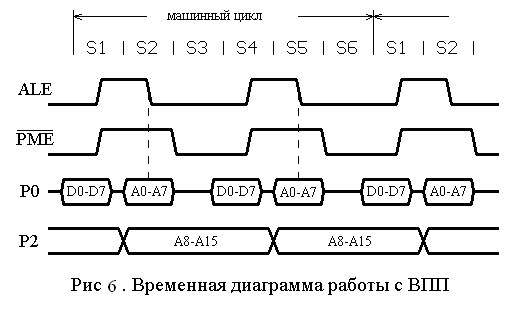 машинный цикл
S1 | S2 | S3 | S4 | S5 | S6 | S1 | S2 |
ALE
PME
P0 D0-D7 A0-A7 D0-D7 A0-A7 D0-D7 A0-A7
P2 A8-A15 A8-A15
Рис 6 . Временная диаграмма работы с ВПП